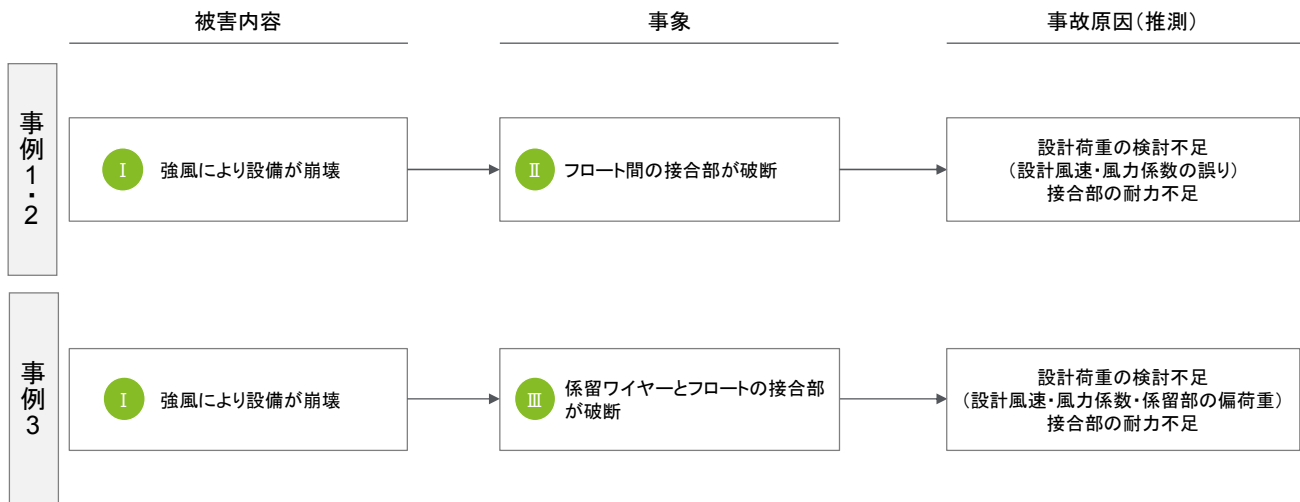 被害内容
事象
事故原因(推測)
事例1・2
Ⅰ 強風により設備が崩壊
Ⅱ フロート間の接合部が破断
設計荷重の検討不足
(設計風速・風力係数の誤り)
接合部の耐力不足
事例3
Ⅰ 強風により設備が崩壊
Ⅲ 係留ワイヤーとフロートの接合部
が破断
設計荷重の検討不足
(設計風速・風力係数・係留部の偏荷重)
接合部の耐力不足